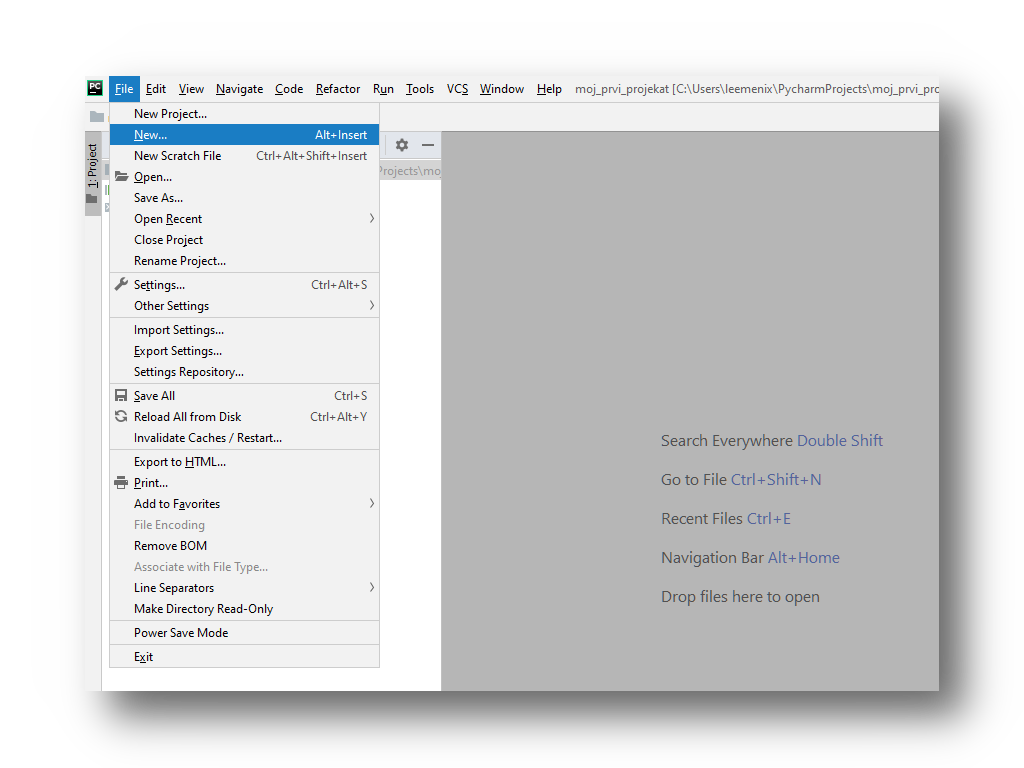 PC File Edit View Navigate Code Refactor Run Tools VCS Window Help moj_prvi_projekat [C:\Users\leemenix\PycharmProjects\moj_prvi_pro
1: Project
Projects\mo
New Project...
New... Alt+Insert
New Scratch File Ctrl+Alt+Shift+Insert
Open...
Save As...
Open Recent
Close Project
Rename Project...
Settings... Ctrl+Alt+S
Other Settings
Import Settings...
Export Settings...
Settings Repository...
Save All Ctrl+S
Reload All from Disk Ctrl+Alt+Y
Invalidate Caches / Restart...
Export to HTML...
Print...
Add to Favorites
File Encoding
Remove BOM
Associate with File Type...
Line Separators
Make Directory Read-Only
Power Save Mode
Exit
Search Everywhere Double Shift
Go to File Ctrl+Shift+N
Recent Files Ctrl+E
Navigation Bar Alt+Home
Drop files here to open